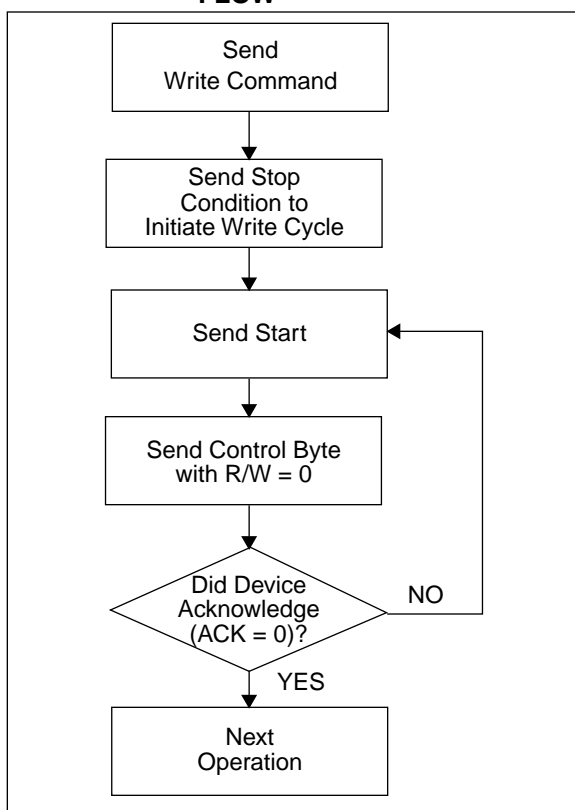 Send
Write Command
Send Stop
Condition to
Initiate Write Cycle
Send Start
Send Control Byte
with R/W = 0
Did Device
Acknowledge
(ACK = 0)?
NO
YES
Next
Operation